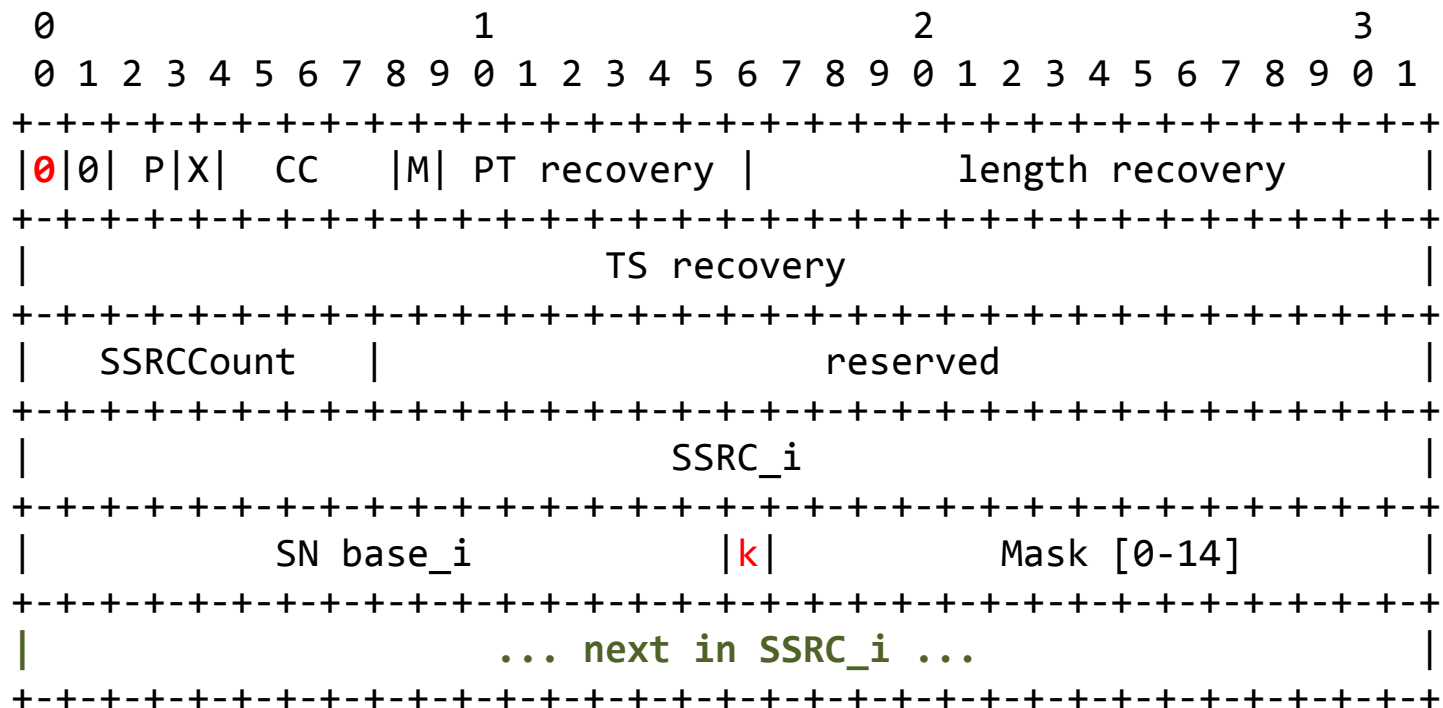 0                   1                   2                   3
 0 1 2 3 4 5 6 7 8 9 0 1 2 3 4 5 6 7 8 9 0 1 2 3 4 5 6 7 8 9 0 1
+-+-+-+-+-+-+-+-+-+-+-+-+-+-+-+-+-+-+-+-+-+-+-+-+-+-+-+-+-+-+-+-+
|0|0| P|X|  CC   |M| PT recovery |         length recovery      |
+-+-+-+-+-+-+-+-+-+-+-+-+-+-+-+-+-+-+-+-+-+-+-+-+-+-+-+-+-+-+-+-+
|                          TS recovery                          |
+-+-+-+-+-+-+-+-+-+-+-+-+-+-+-+-+-+-+-+-+-+-+-+-+-+-+-+-+-+-+-+-+
|   SSRCCount   |                    reserved                   |
+-+-+-+-+-+-+-+-+-+-+-+-+-+-+-+-+-+-+-+-+-+-+-+-+-+-+-+-+-+-+-+-+
|                             SSRC_i                            |
+-+-+-+-+-+-+-+-+-+-+-+-+-+-+-+-+-+-+-+-+-+-+-+-+-+-+-+-+-+-+-+-+
|           SN base_i           |k|          Mask [0-14]        |
+-+-+-+-+-+-+-+-+-+-+-+-+-+-+-+-+-+-+-+-+-+-+-+-+-+-+-+-+-+-+-+-+
|                     ... next in SSRC_i ...                    |
+-+-+-+-+-+-+-+-+-+-+-+-+-+-+-+-+-+-+-+-+-+-+-+-+-+-+-+-+-+-+-+-+